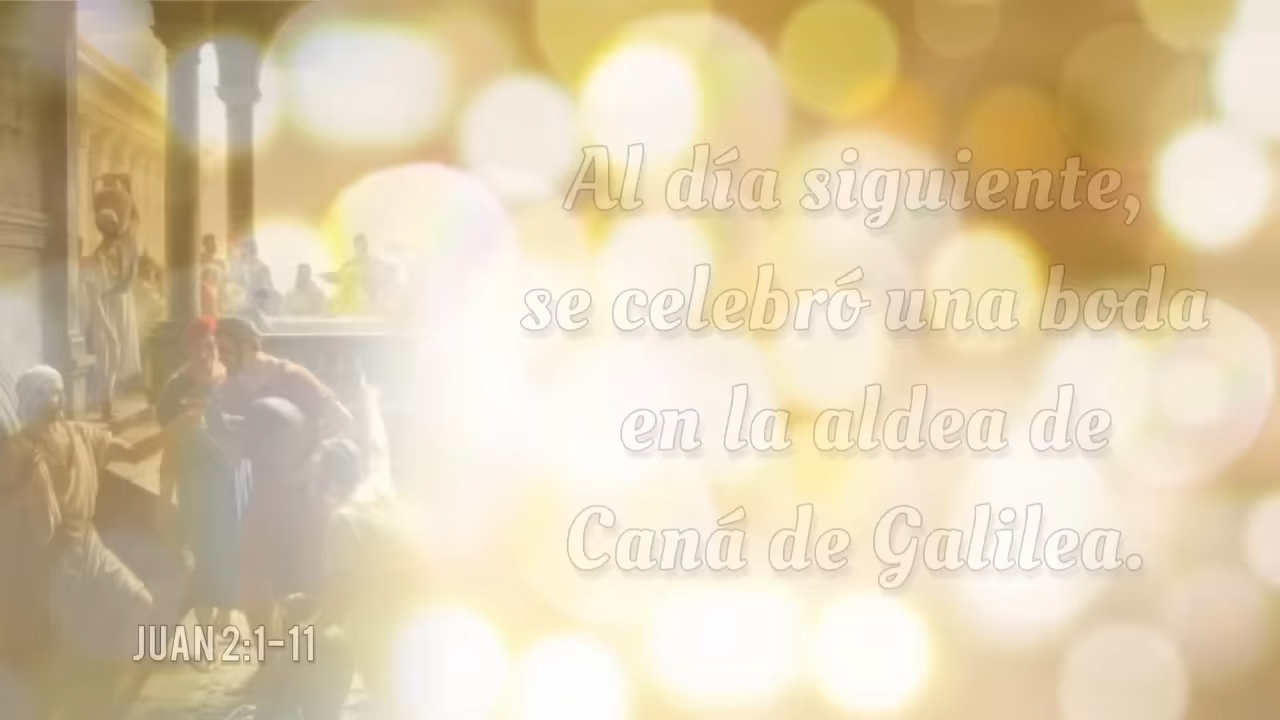 Al día siguiente,
se celebró una boda
en la aldea de
Caná de Galilea.
JUAN 2:1-11